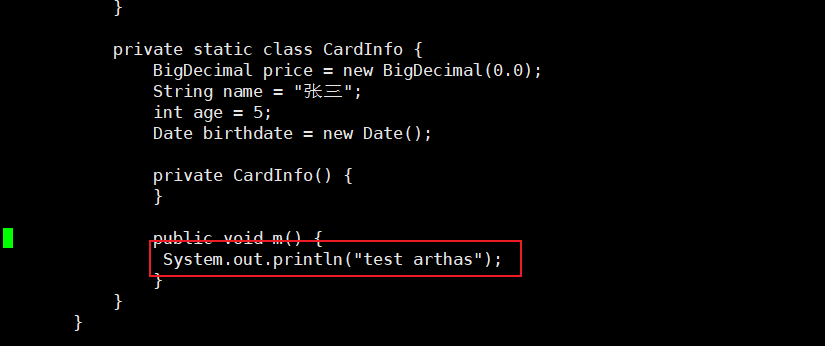 }
private static class CardInfo {
BigDecimal price = new BigDecimal(0.0);
String name = "张三";
int age = 5;
Date birthdate = new Date();
private CardInfo() {
}
public void m() {
System.out.println("test arthas");
}
}
}